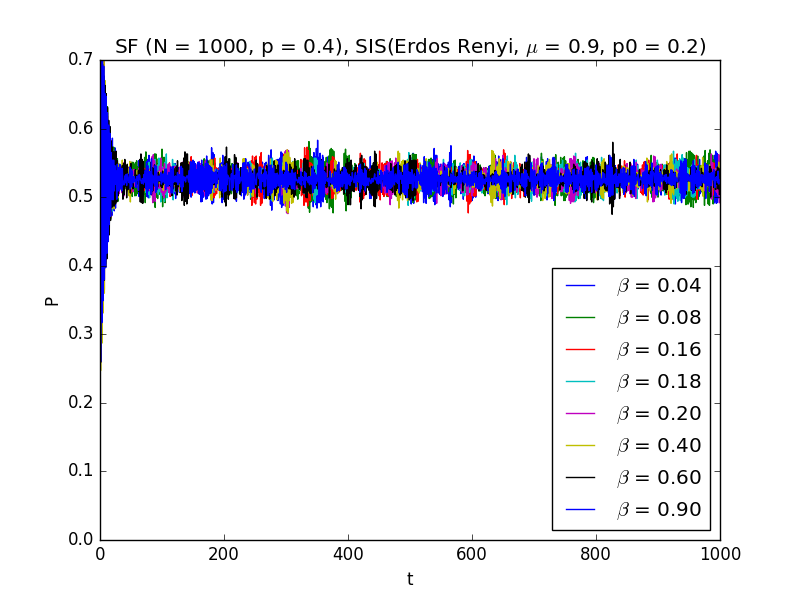 SF (N = 1000, p = 0.4), SIS(Erdos Renyi, μ = 0.9, p0 = 0.2)
0.7
0.6
0.5
0.4
0.3
0.2
0.1
0.0
P
β = 0.04
β = 0.08
β = 0.16
β = 0.18
β = 0.20
β = 0.40
β = 0.60
β = 0.90
0 200 400 600 800 1000
t